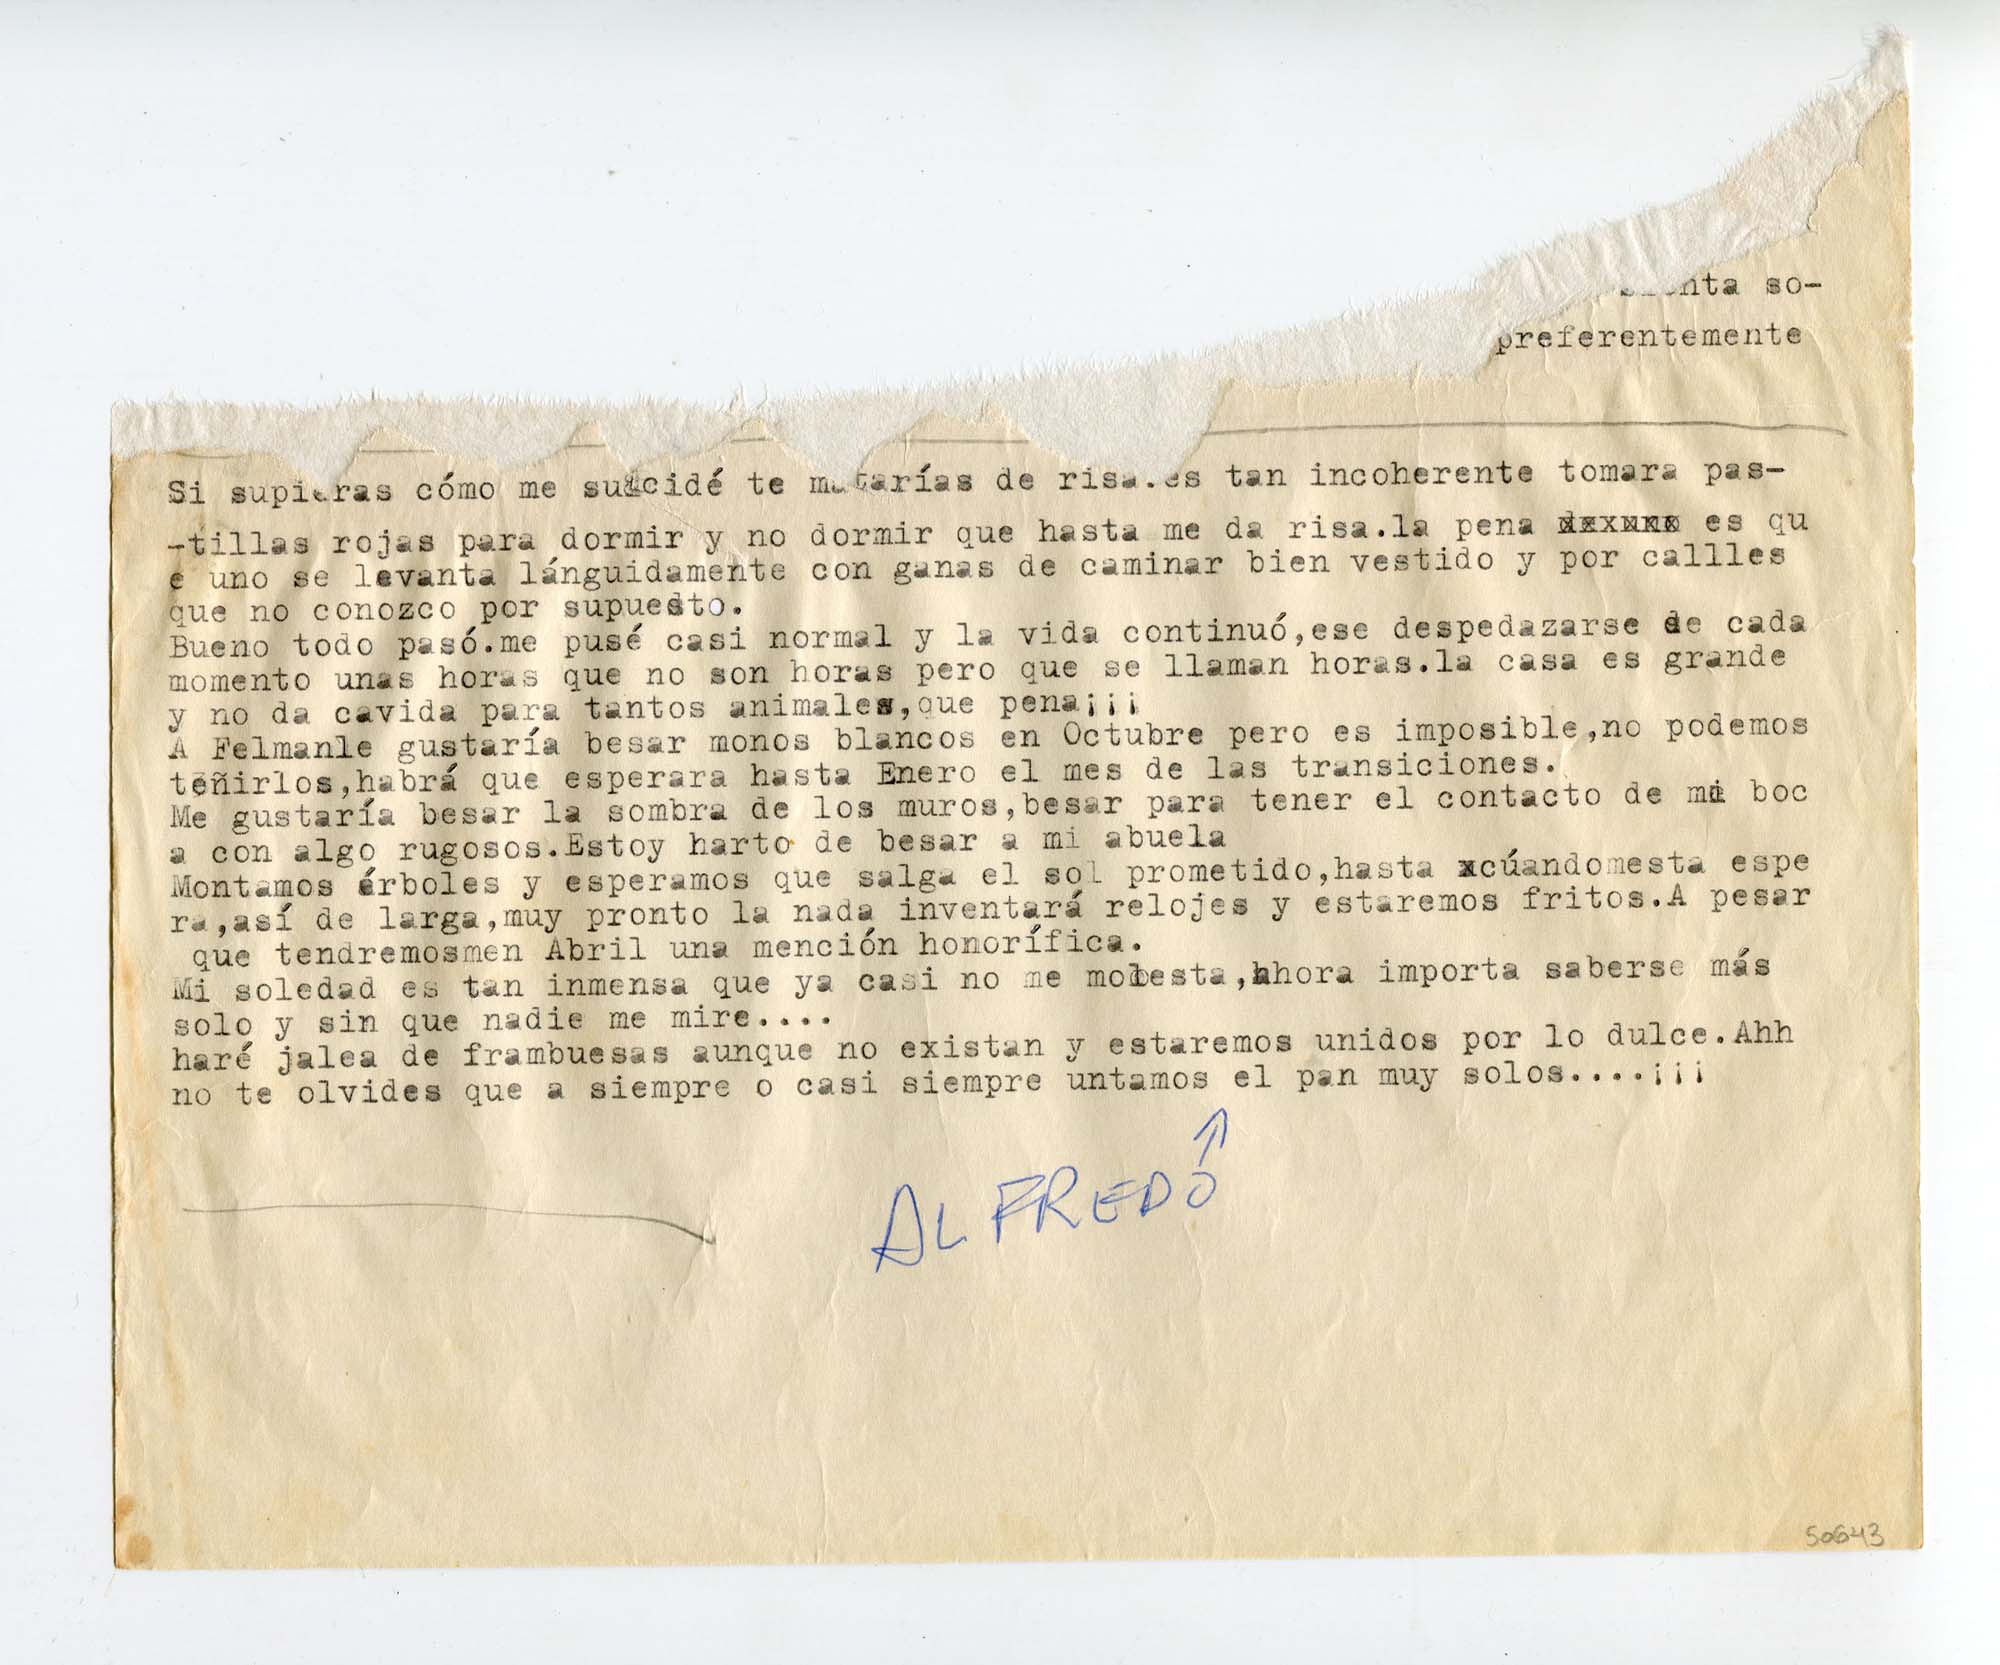 so-
preferentemente
Si supieras cómo me suicidé te matarías de risa.es tan incoherente tomara pas-
-tillas rojas para dormir y no dormir que hasta me da risa.la pena es qu
e uno se levanta lánguidamente con ganas de caminar bien vestido y por callles
que no conozco por supuesto.
Bueno todo pasó.me pusé casi normal y la vida continuó,ese despedazarse de cada
momento unas horas que no son horas pero que se llaman horas.la casa es grande
y no da cavida para tantos animales,que pena¡¡¡
A Felmanle gustaría besar monos blancos en Octubre pero es imposible,no podemos
teñirlos,habrá que esperara hasta Enero el mes de las transiciones.
Me gustaría besar la sombra de los muros,besar para tener el contacto de mi boc
a con algo rugosos.Estoy harto de besar a mi abuela
Montamos érboles y esperamos que salga el sol prometido,hasta xcúandomesta espe
ra,así de larga,muy pronto la nada inventará relojes y estaremos fritos.A pesar
que tendremosmen Abril una mención honorífica.
Mi soledad es tan inmensa que ya casi no me molesta,ahora importa saberse más
solo y sin que nadie me mire....
haré jalea de frambuesas aunque no existan y estaremos unidos por lo dulce.Ahh
no te olvides que a siempre o casi siempre untamos el pan muy solos....¡¡¡
ALFREDO
50643